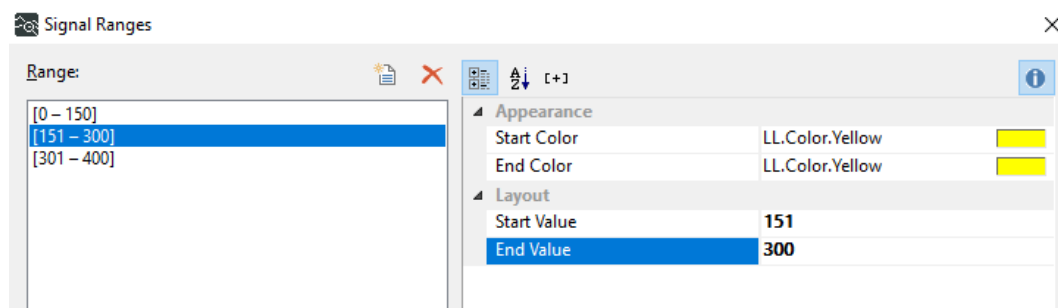 Signal Ranges
Range:
[0 – 150]
[151 – 300]
[301 – 400]
Appearance
Start Color LL.Color.Yellow
End Color LL.Color.Yellow
Layout
Start Value 151
End Value 300